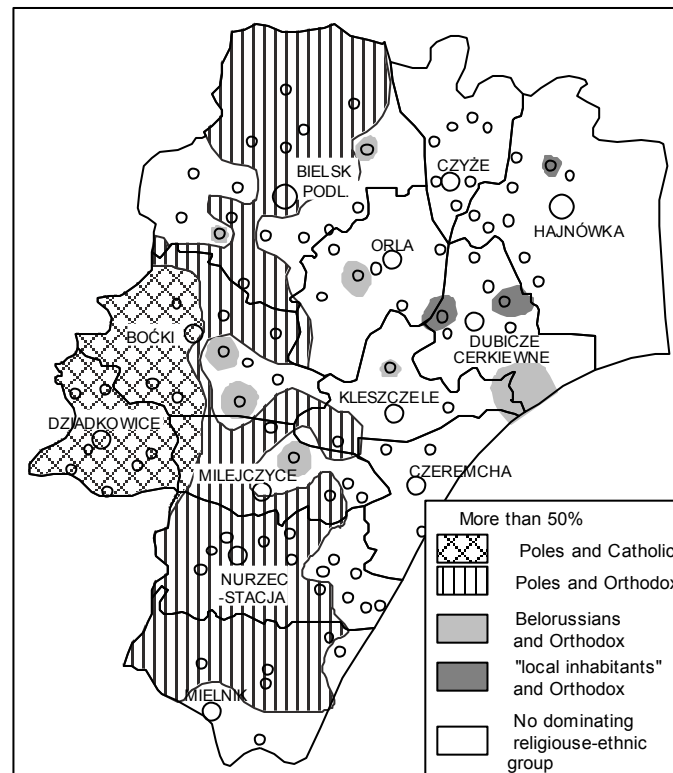 BIELSK
PODL.
CZYŻE
HAJNÓWKA
ORLA
BOĆKI
DUBICZE
CERKIEWNE
KLESZCZELE
DZIADKOWICE
MILEJCZYCE
CZEREMCHA
NURZEC
-STACJA
MIELNIK
More than 50%
Poles and Catholic
Poles and Orthodox
Belorussians
and Orthodox
"local inhabitants"
and Orthodox
No dominating
religiouse-ethnic
group